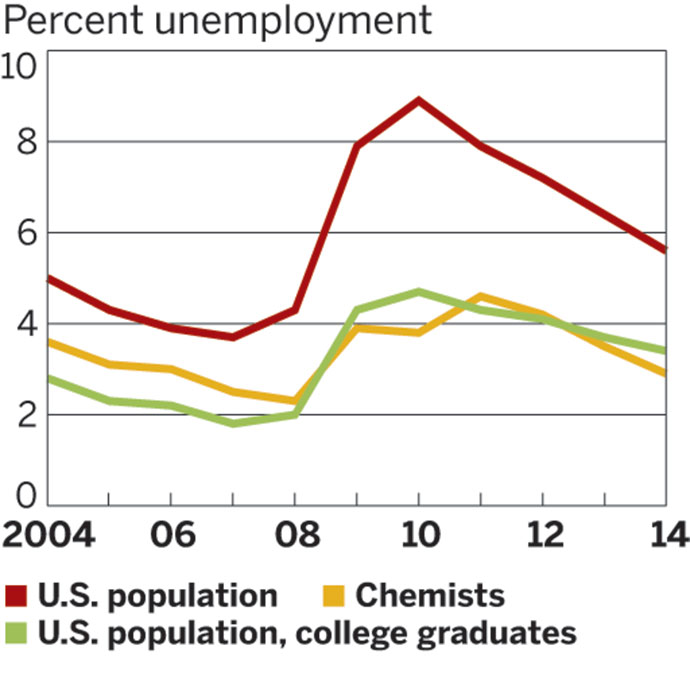 Percent unemployment
10
8
6
4
2
0
2004 06 08 10 12 14
U.S. population Chemists
U.S. population, college graduates